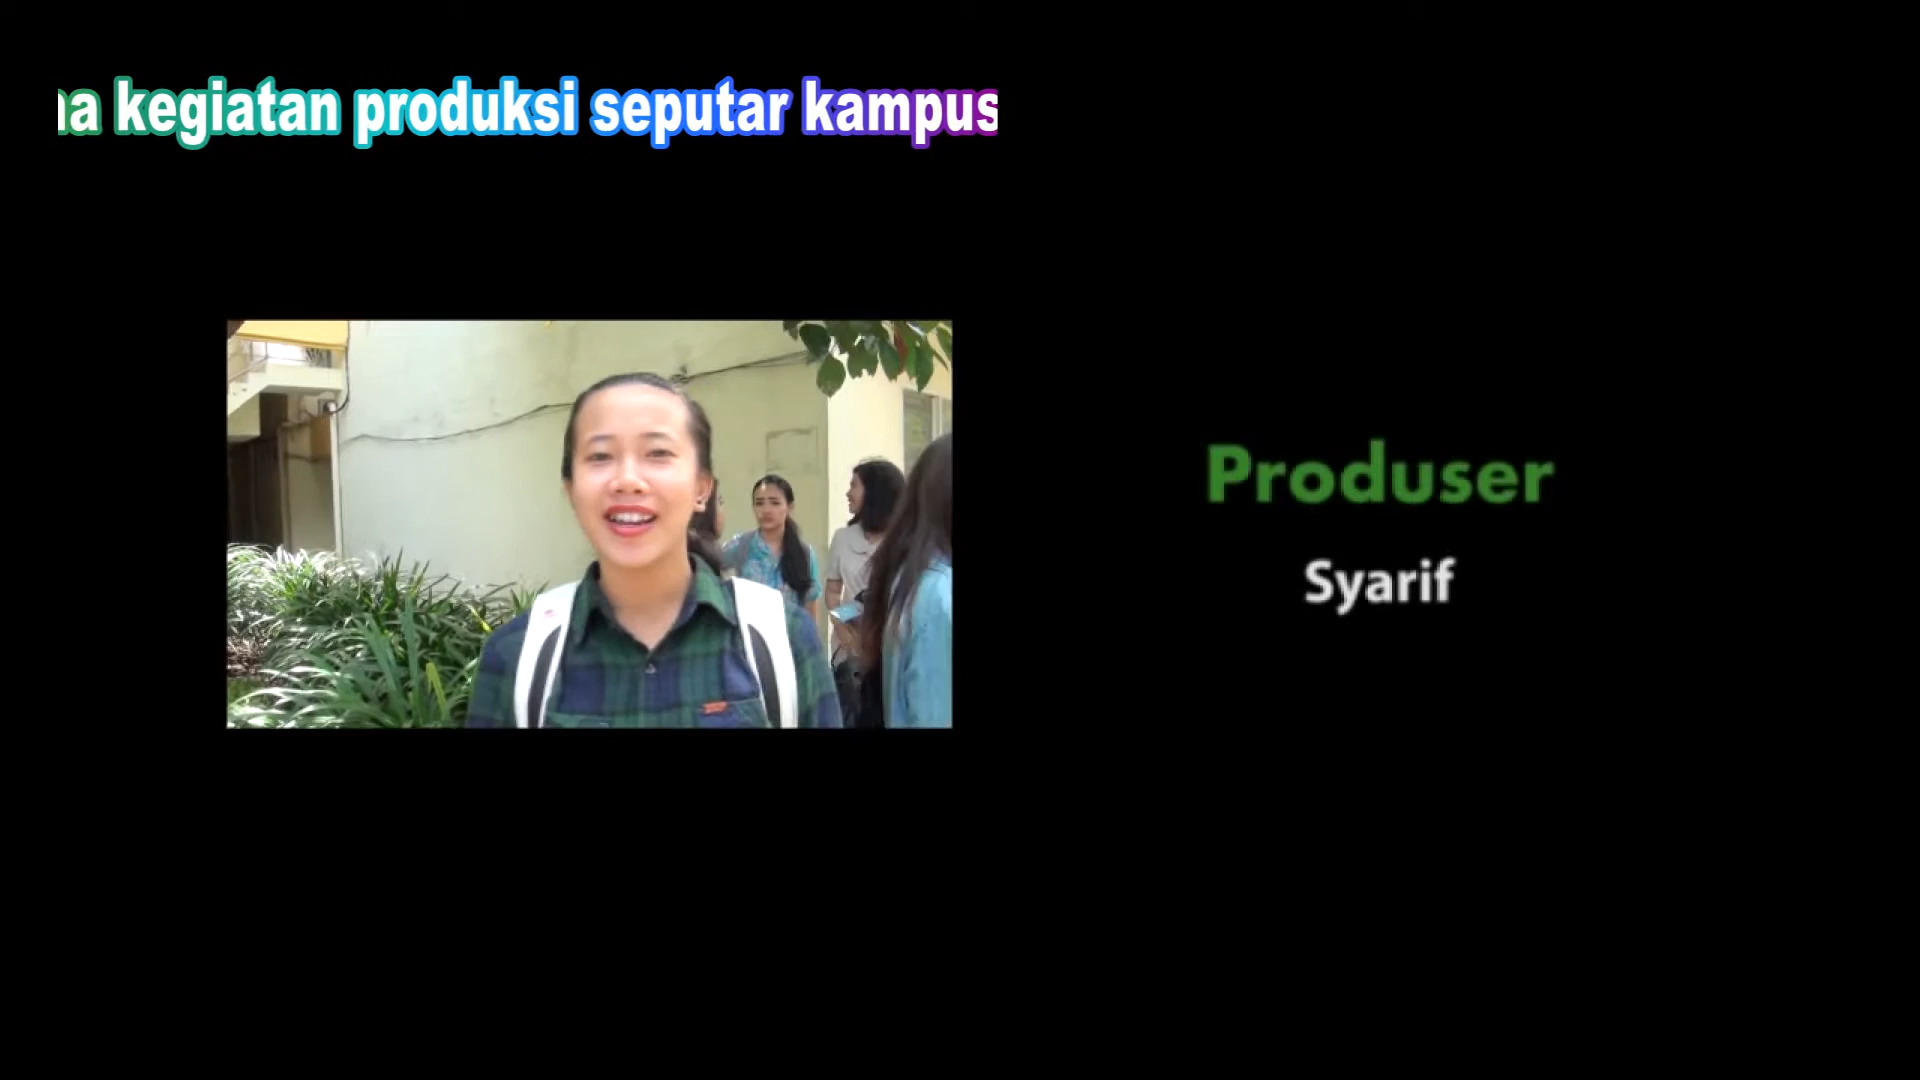 kegiatan produksi seputar kampus
Produser
Syarif